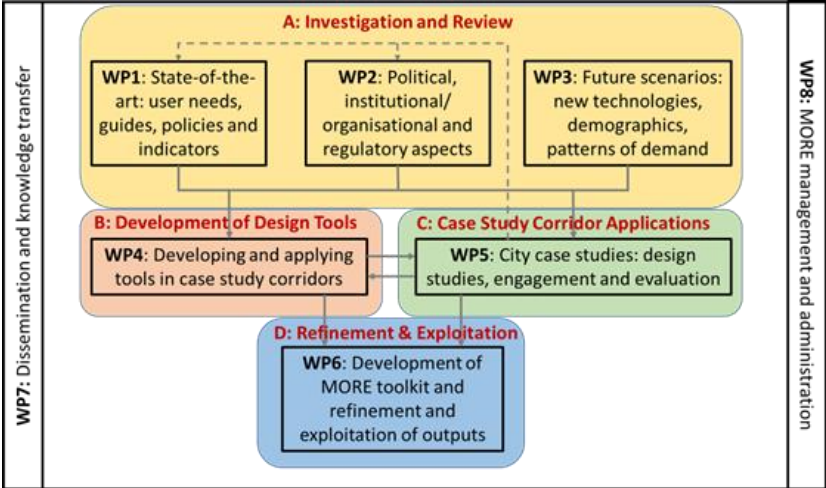 A: Investigation and Review
WP1: State-of-the-
art: user needs,
guides, policies and
indicators
WP2: Political,
institutional/
organisational and
regulatory aspects
WP3: Future scenarios:
new technologies,
demographics,
patterns of demand
B: Development of Design Tools
WP4: Developing and applying
tools in case study corridors
C: Case Study Corridor Applications
WP5: City case studies: design
studies, engagement and evaluation
D: Refinement & Exploitation
WP6: Development of
MORE toolkit and
refinement and
exploitation of outputs
WP7: Dissemination and knowledge transfer
WP8: MORE management and administration